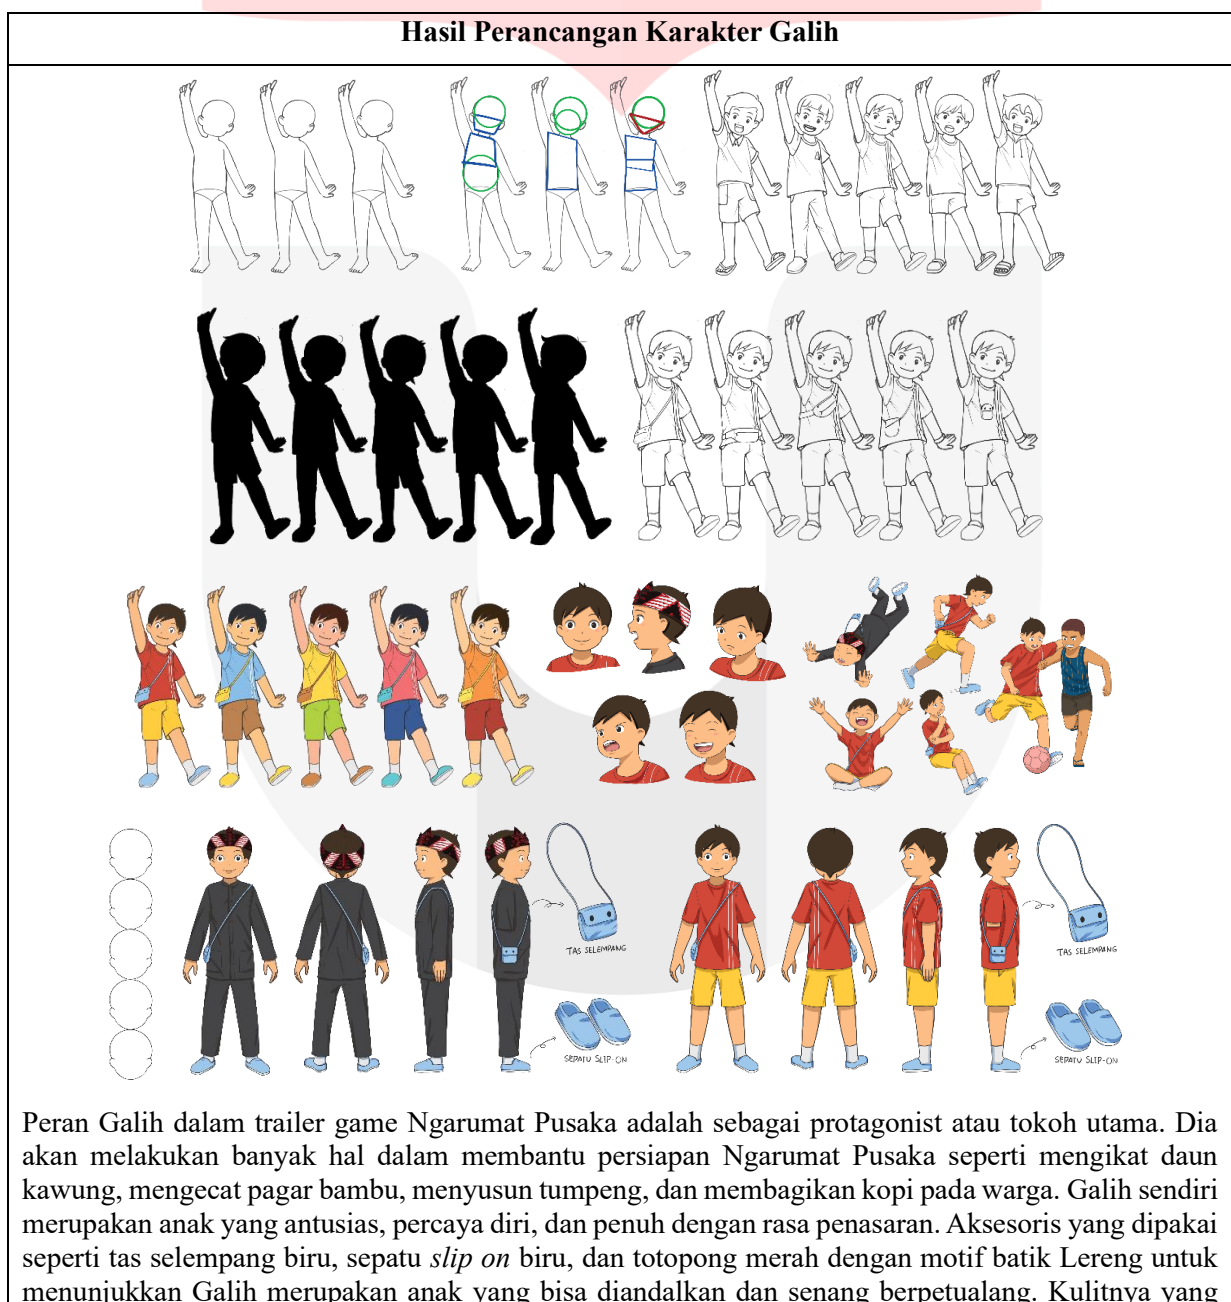 Hasil Perancangan Karakter Galih
TAS SELEMPANG
TAS SELEMPANG
SEPATU SLIP-ON
SEPATU SLIP-ON
Peran Galih dalam trailer game Ngarumat Pusaka adalah sebagai protagonist atau tokoh utama. Dia
akan melakukan banyak hal dalam membantu persiapan Ngarumat Pusaka seperti mengikat daun
kawung, mengecat pagar bambu, menyusun tumpeng, dan membagikan kopi pada warga. Galih sendiri
merupakan anak yang antusias, percaya diri, dan penuh dengan rasa penasaran. Aksesoris yang dipakai
seperti tas selempang biru, sepatu slip on biru, dan totopong merah dengan motif batik Lereng untuk
menunjukkan Galih merupakan anak yang bisa diandalkan dan senang berpetualang. Kulitnya yang